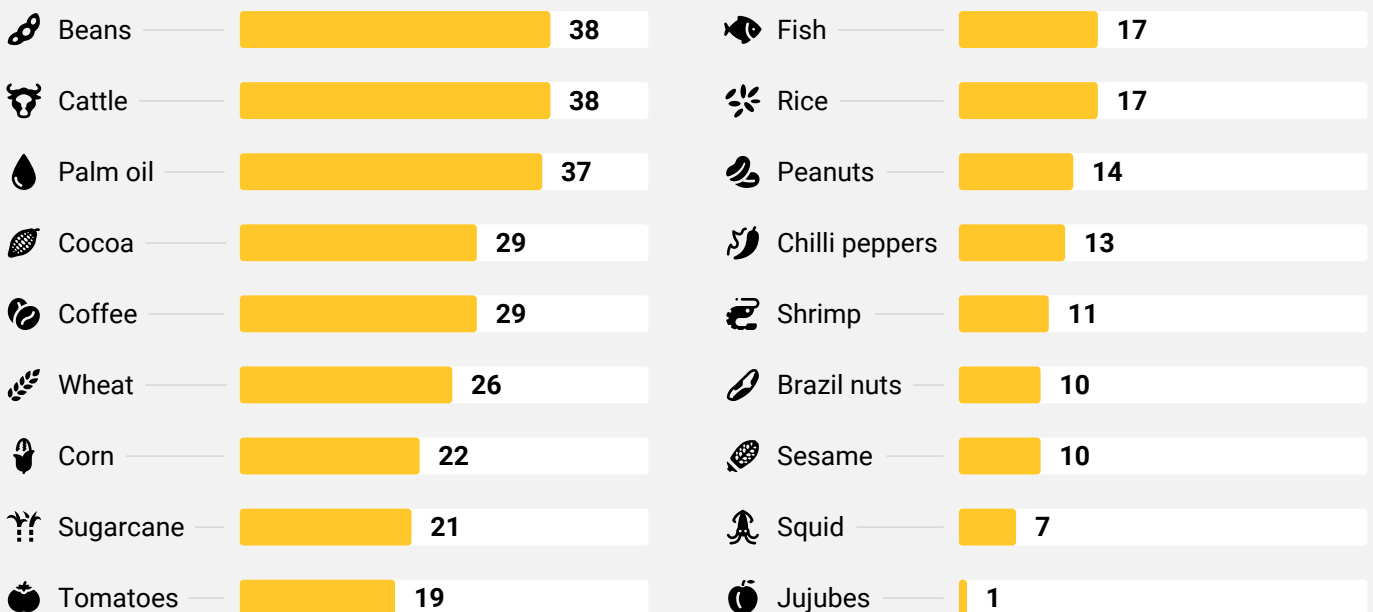 Beans 38
Cattle 38
Palm oil 37
Cocoa 29
Coffee 29
Wheat 26
Corn 22
Sugarcane 21
Tomatoes 19
Fish 17
Rice 17
Peanuts 14
Chilli peppers 13
Shrimp 11
Brazil nuts 10
Sesame 10
Squid 7
Jujubes 1